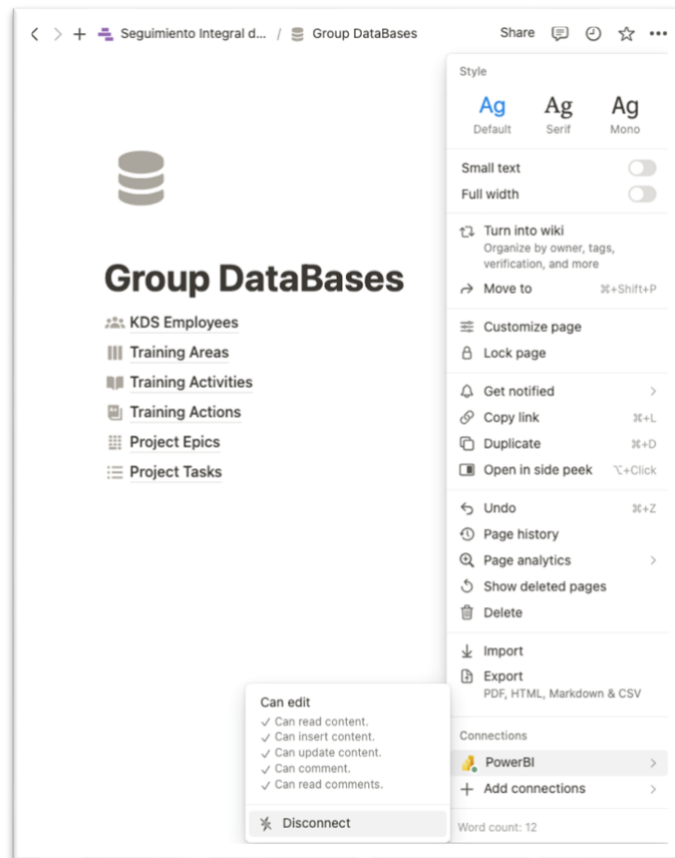 Seguimiento Integral d... / Group DataBases Share
Group DataBases
KDS Employees
Training Areas
Training Activities
Training Actions
Project Epics
Project Tasks
Style
Ag Ag Ag
Default Serif Mono
Small text
Full width
Turn into wiki
Organize by owner, tags,
verification, and more
Move to ⌘+Shift+P
Customize page
Lock page
Get notified
Copy link ⌘+L
Duplicate ⌘+D
Open in side peek ⌥+Click
Undo ⌘+Z
Page history
Page analytics
Show deleted pages
Delete
Import
Export
PDF, HTML, Markdown & CSV
Connections
PowerBI
Add connections
Word count: 12
Can edit
Can read content.
Can insert content.
Can update content.
Can comment.
Can read comments.
Disconnect